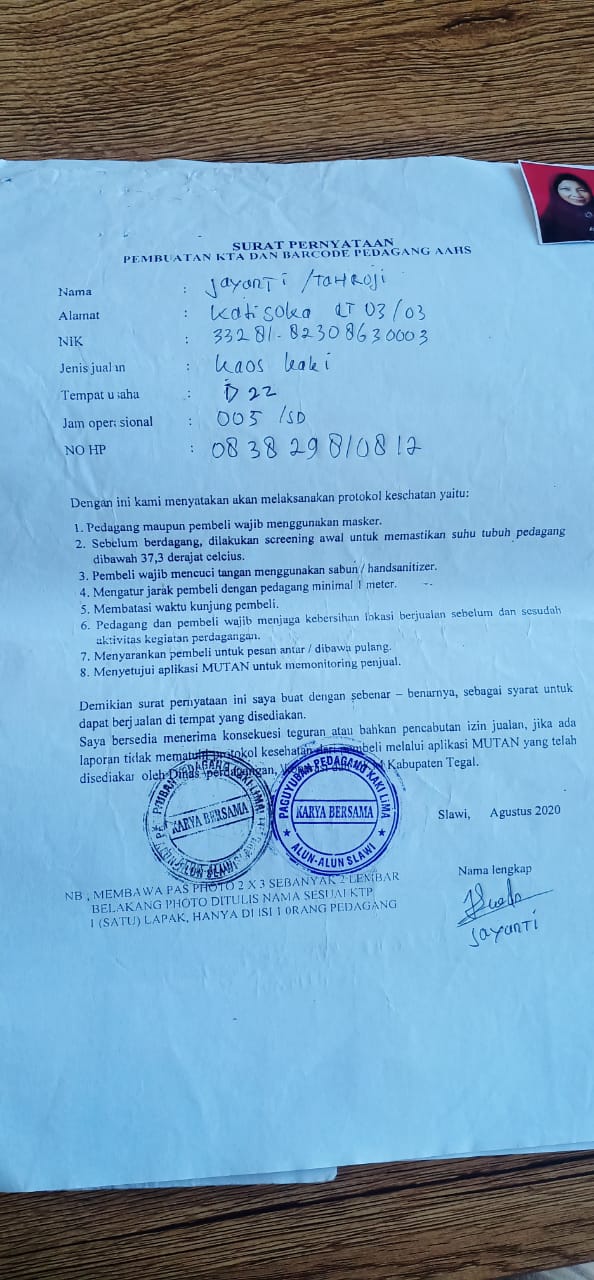 SURAT PERNYATAAN
PEMBUATAN KTA DAN BARCODE PEDAGANG AAHS
Nama : Jayanti /TAHROJi
Alamat : Kalisoka RT 03/03
NIK : 33281-82308630003
Jenis jualan : kaos kaki
Tempat usaha : D 22
Jam operasional : 005 /SD
NO HP : 083829810812
Dengan ini kami menyatakan akan melaksanakan protokol kesehatan yaitu:
1. Pedagang maupun pembeli wajib menggunakan masker.
2. Sebelum berdagang, dilakukan screening awal untuk memastikan suhu tubuh pedagang
dibawah 37,3 derajat celcius.
3. Pembeli wajib mencuci tangan menggunakan sabun / handsanitizer.
4. Mengatur jarak pembeli dengan pedagang minimal 1 meter.
5. Membatasi waktu kunjung pembeli.
6. Pedagang dan pembeli wajib menjaga kebersihan lokasi berjualan sebelum dan sesudah
aktivitas kegiatan perdagangan.
7. Menyarankan pembeli untuk pesan antar / dibawa pulang.
8. Menyetujui aplikasi MUTAN untuk memonitoring penjual.
Demikian surat pernyataan ini saya buat dengan sebenar – benarnya, sebagai syarat untuk
dapat berjualan di tempat yang disediakan.
Saya bersedia menerima konsekuesi teguran atau bahkan pencabutan izin jualan, jika ada
laporan tidak mematuhi protokol kesehatan dari pembeli melalui aplikasi MUTAN yang telah
disediakan oleh Dinas perdagangan, Kabupaten Tegal.
PEDAGANG KAKI LIMA
KARYA BERSAMA
ALUN-ALUN SLAWI
PAGUYUBAN PEDAGANG KAKI LIMA
KARYA BERSAMA
ALUN-ALUN SLAWI
Slawi, Agustus 2020
Nama lengkap
Jayanti
NB : MEMBAWA PAS PHOTO 2 X 3 SEBANYAK 2 LEMBAR
BELAKANG PHOTO DITULIS NAMA SESUAI KTP
1 (SATU) LAPAK, HANYA DI ISI 1 0RANG PEDAGANG